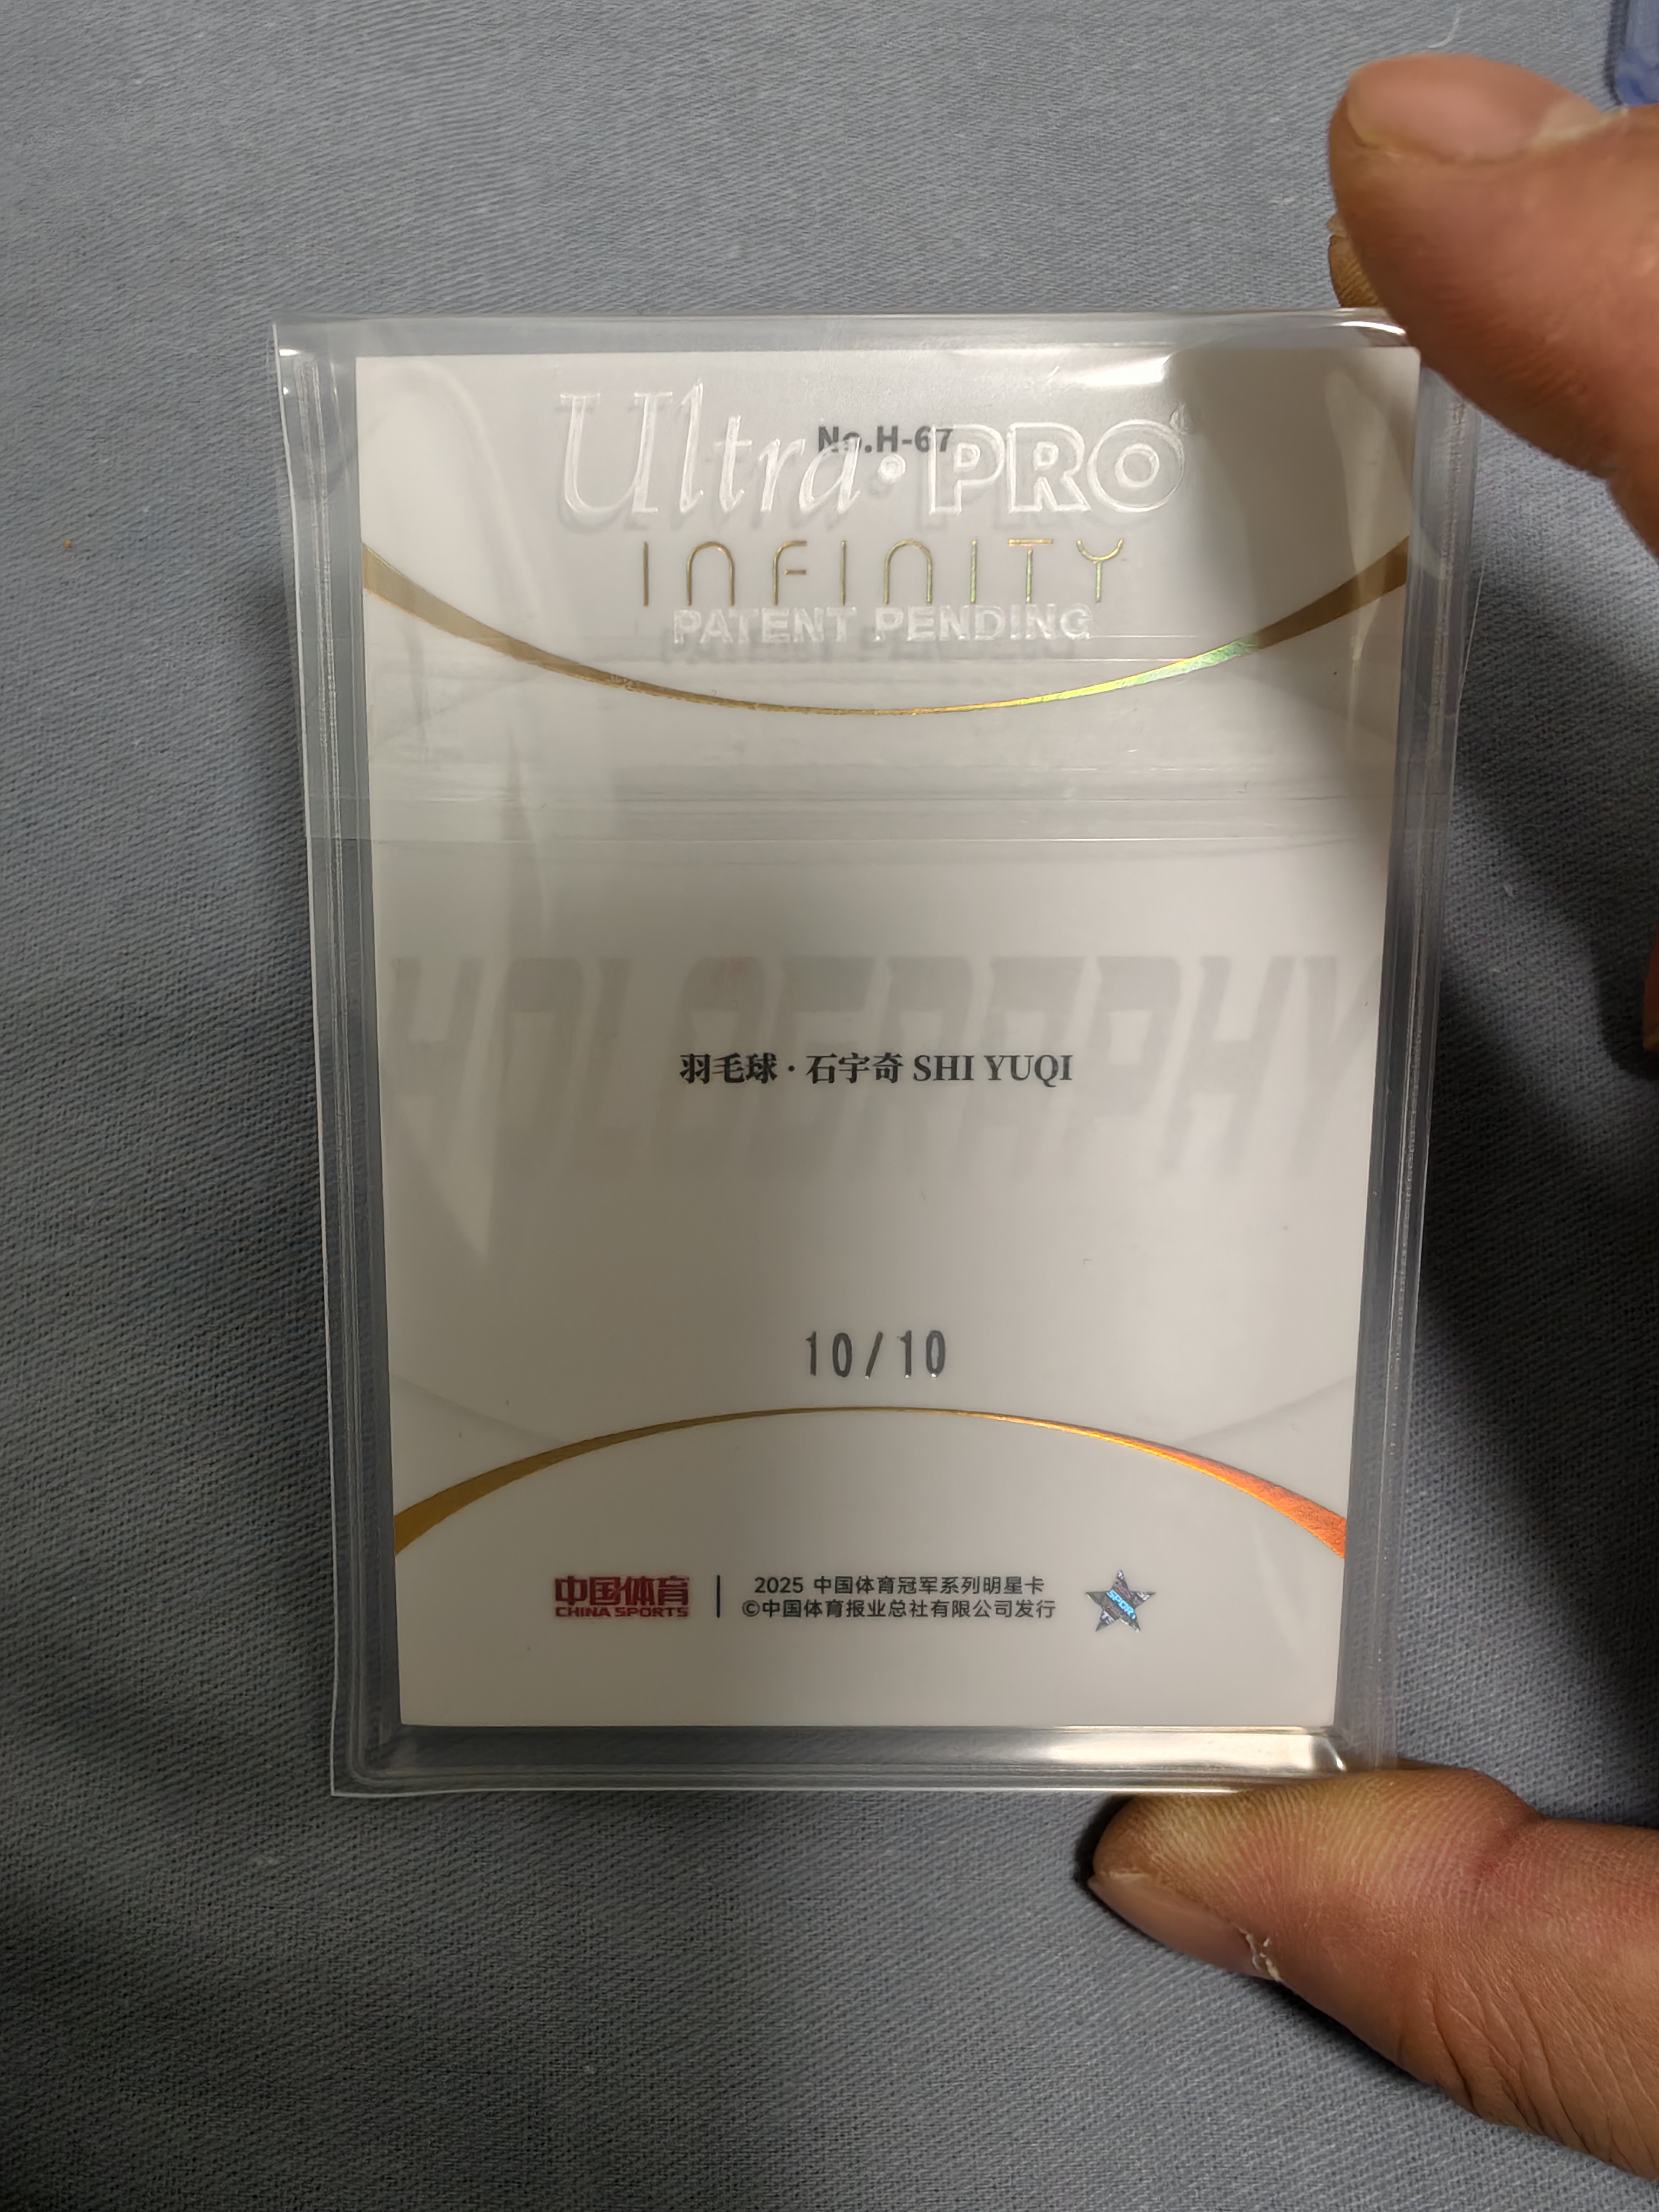 No.H-67
Ultra·PRO®
INFINITY
PATENT PENDING
HOLOGRAPHY
羽毛球·石宇奇 SHI YUQI
10/10
中国体育
CHINA SPORTS
2025 中国体育冠军系列明星卡
©中国体育报业总社有限公司发行
SPORT